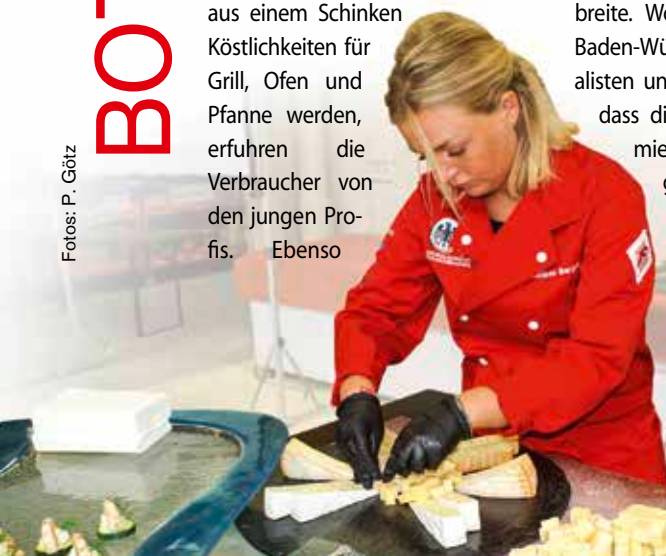 BO
Fotos: P. Götz
aus einem Schinken
Köstlichkeiten für
Grill, Ofen und
Pfanne werden,
erfuhren die
Verbraucher von
den jungen Pro-
fis. Ebenso
breite.
Baden-Wü
alisten un
dass di
mie